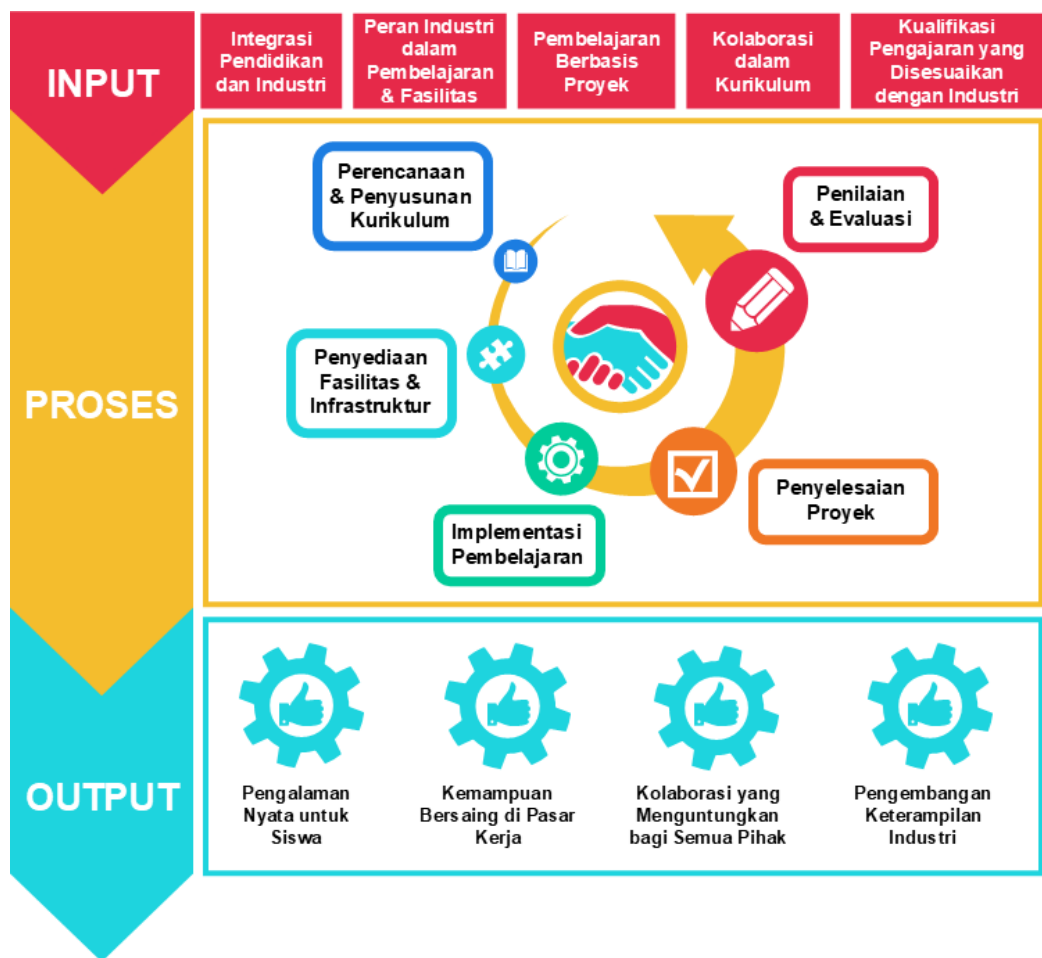 INPUT
Integrasi
Pendidikan
dan Industri
Peran Industri
dalam
Pembelajaran
& Fasilitas
Pembelajaran
Berbasis
Proyek
Kolaborasi
dalam
Kurikulum
Kualifikasi
Pengajaran yang
Disesuaikan
dengan Industri
PROSES
Perencanaan
& Penyusunan
Kurikulum
Penyediaan
Fasilitas &
Infrastruktur
Implementasi
Pembelajaran
Penyelesaian
Proyek
Penilaian
& Evaluasi
OUTPUT
Pengalaman
Nyata untuk
Siswa
Kemampuan
Bersaing di Pasar
Kerja
Kolaborasi yang
Menguntungkan
bagi Semua Pihak
Pengembangan
Keterampilan
Industri